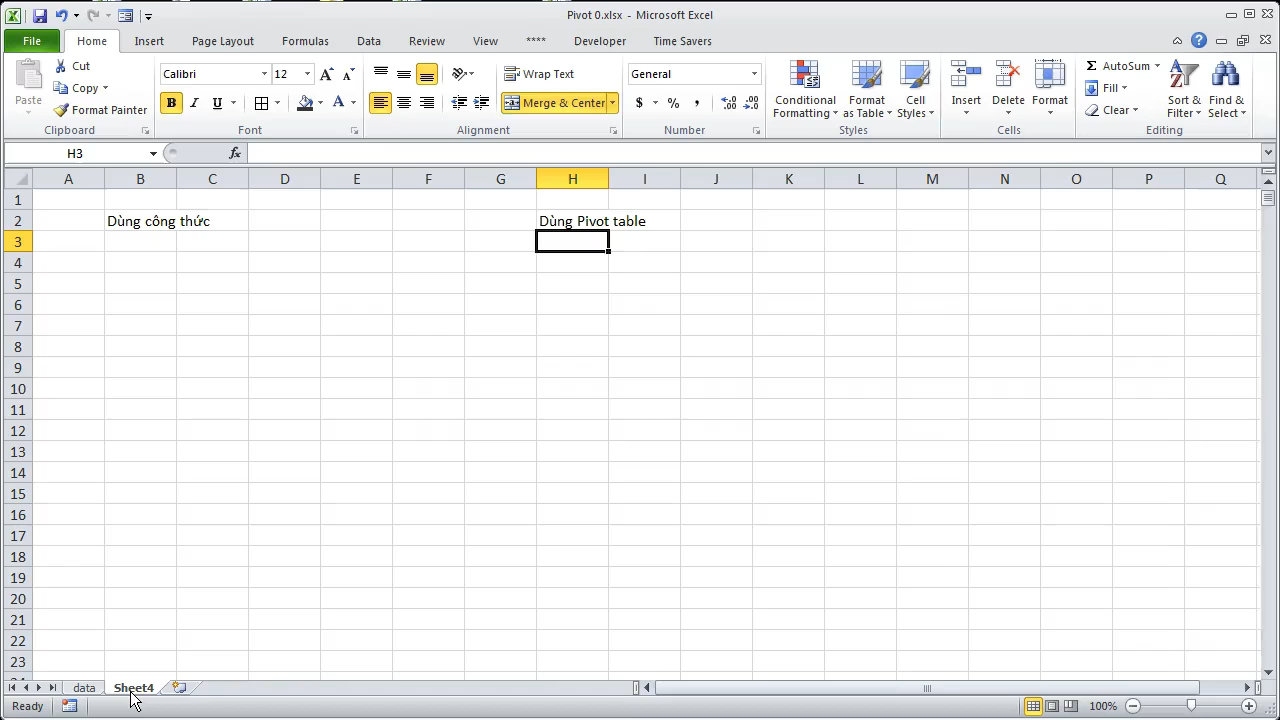 Pivot 0.xlsx - Microsoft Excel
File Home Insert Page Layout Formulas Data Review View **** Developer Time Savers
Paste Cut Copy Format Painter Clipboard
Calibri 12 B I U A Font
Wrap Text Merge & Center Alignment
General $ % , Number
Conditional Formatting Format as Table Cell Styles Styles
Insert Delete Format Cells
Σ AutoSum Fill Clear Sort & Filter Find & Select Editing
H3 fx
A B C D E F G H I J K L M N O P Q
1
2 Dùng công thức Dùng Pivot table
3
4
5
6
7
8
9
10
11
12
13
14
15
16
17
18
19
20
21
22
23
data Sheet4
Ready 100%